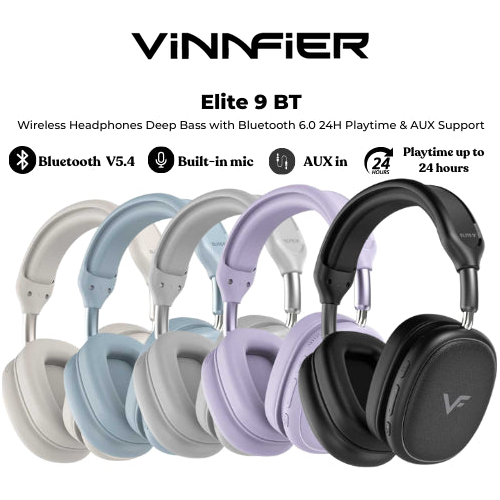 ViNNFiER
Elite 9 BT
Wireless Headphones Deep Bass with Bluetooth 6.0 24H Playtime & AUX Support
Bluetooth V5.4
Built-in mic
AUX in
24
HOURS
Playtime up to
24 hours
VF